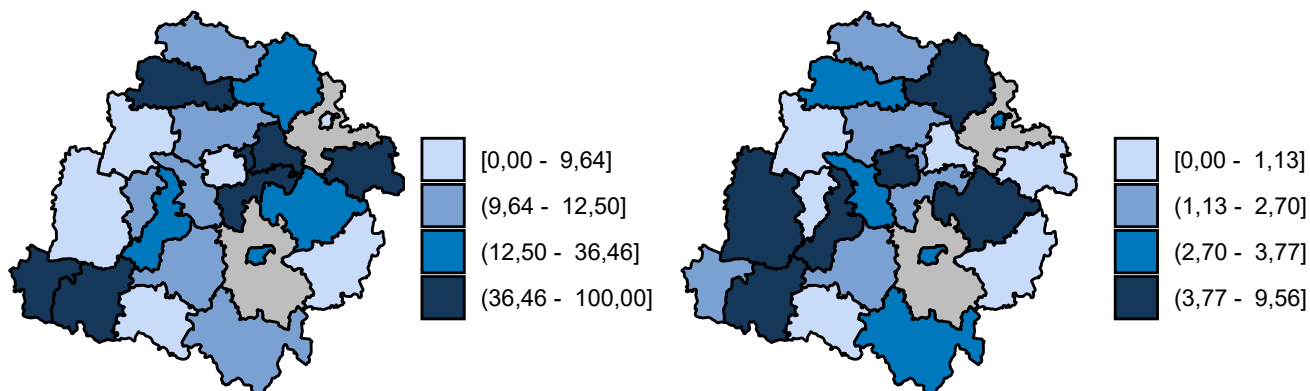 [0,00 - 9,64]
(9,64 - 12,50]
(12,50 - 36,46]
(36,46 - 100,00]
[0,00 - 1,13]
(1,13 - 2,70]
(2,70 - 3,77]
(3,77 - 9,56]